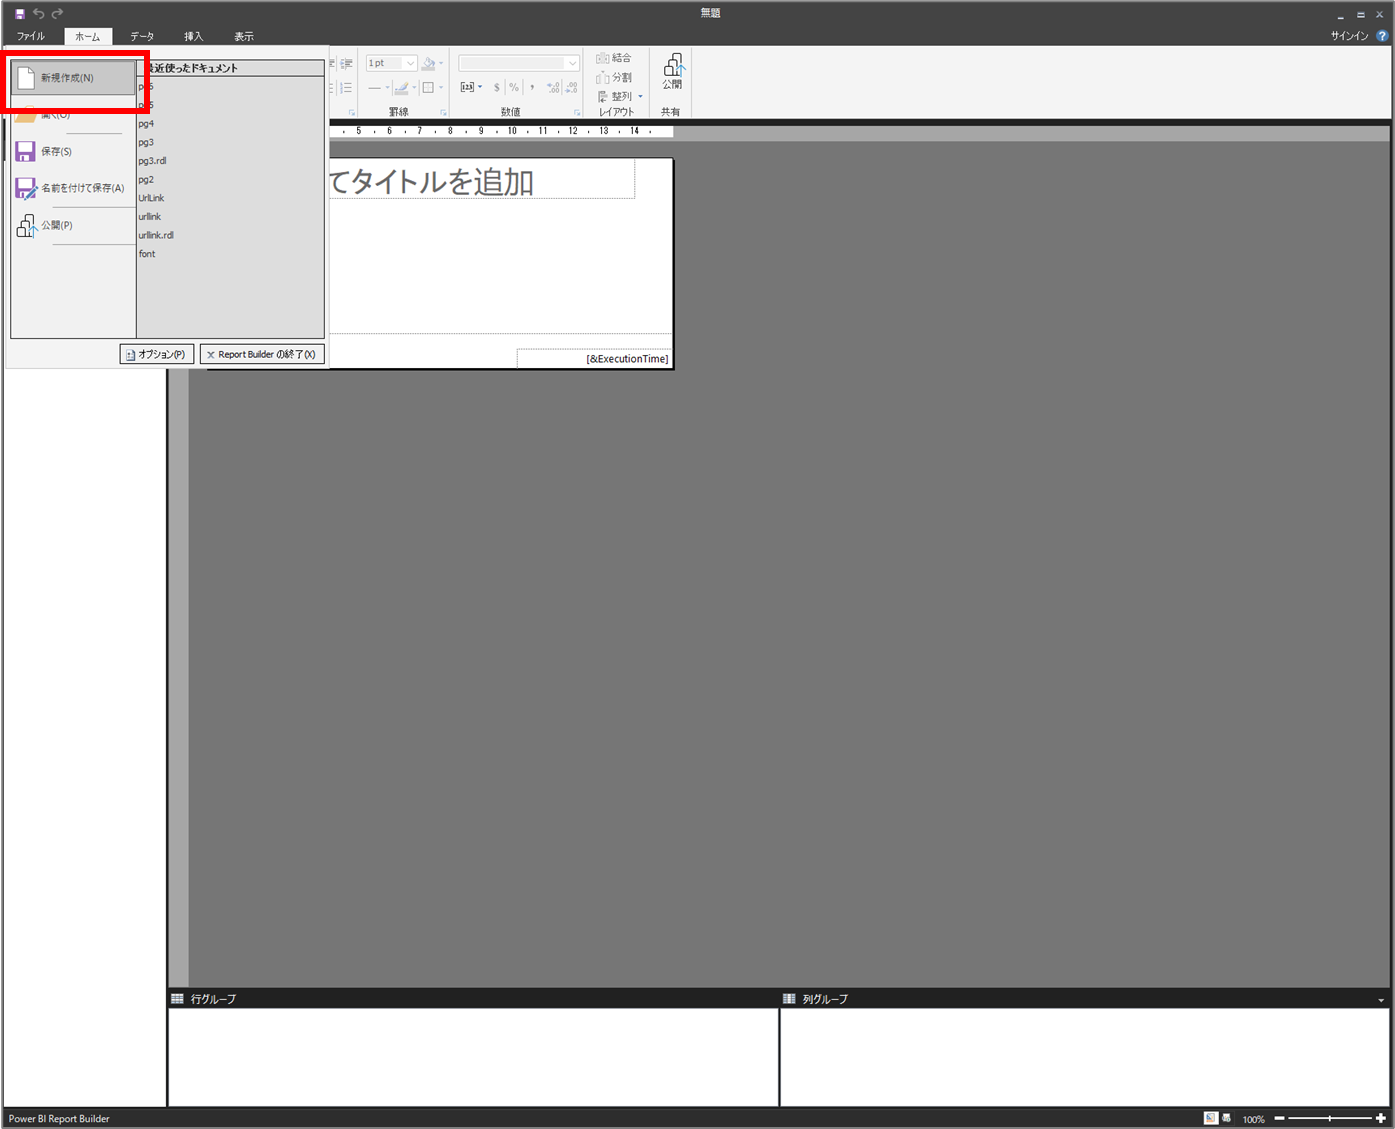 無題
ファイル ホーム データ 挿入 表示 サインイン
新規作成(N)
保存(S)
名前を付けて保存(A)
公開(P)
最近使ったドキュメント
pg4
pg3
pg3.rdl
pg2
UrlLink
urllink
urllink.rdl
font
オプション(P) Report Builder の終了(X)
1 pt
罫線
[123] $ % ,
数値
結合
分割
整列
レイアウト
公開
共有
5 6 7 8 9 10 11 12 13 14
てタイトルを追加
[&ExecutionTime]
行グループ 列グループ
Power BI Report Builder 100%